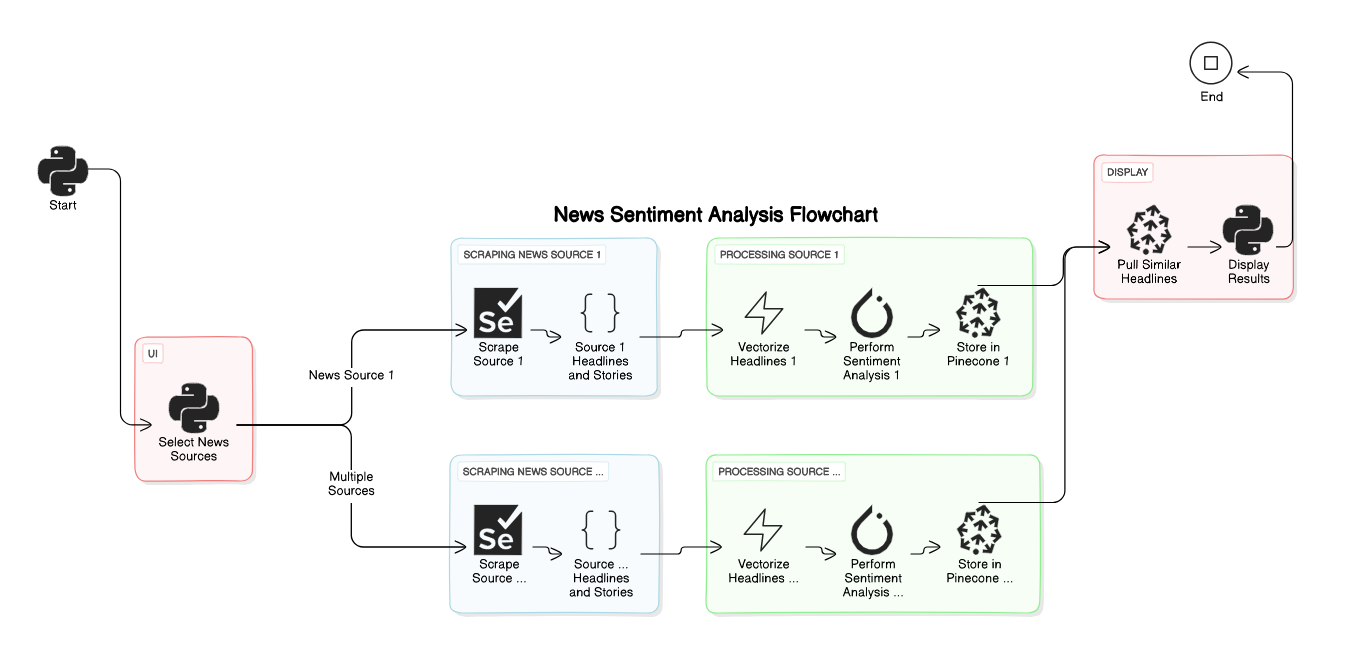 End
DISPLAY
Pull Similar
Headlines
Display
Results
Start
News Sentiment Analysis Flowchart
SCRAPING NEWS SOURCE 1
Se
Scrape
Source 1
Source 1
Headlines
and Stories
PROCESSING SOURCE 1
Vectorize
Headlines 1
Perform
Sentiment
Analysis 1
Store in
Pinecone 1
UI
Select News
Sources
News Source 1
Multiple
Sources
SCRAPING NEWS SOURCE ...
Se
Scrape
Source ...
Source ...
Headlines
and Stories
PROCESSING SOURCE ...
Vectorize
Headlines ...
Perform
Sentiment
Analysis ...
Store in
Pinecone ...